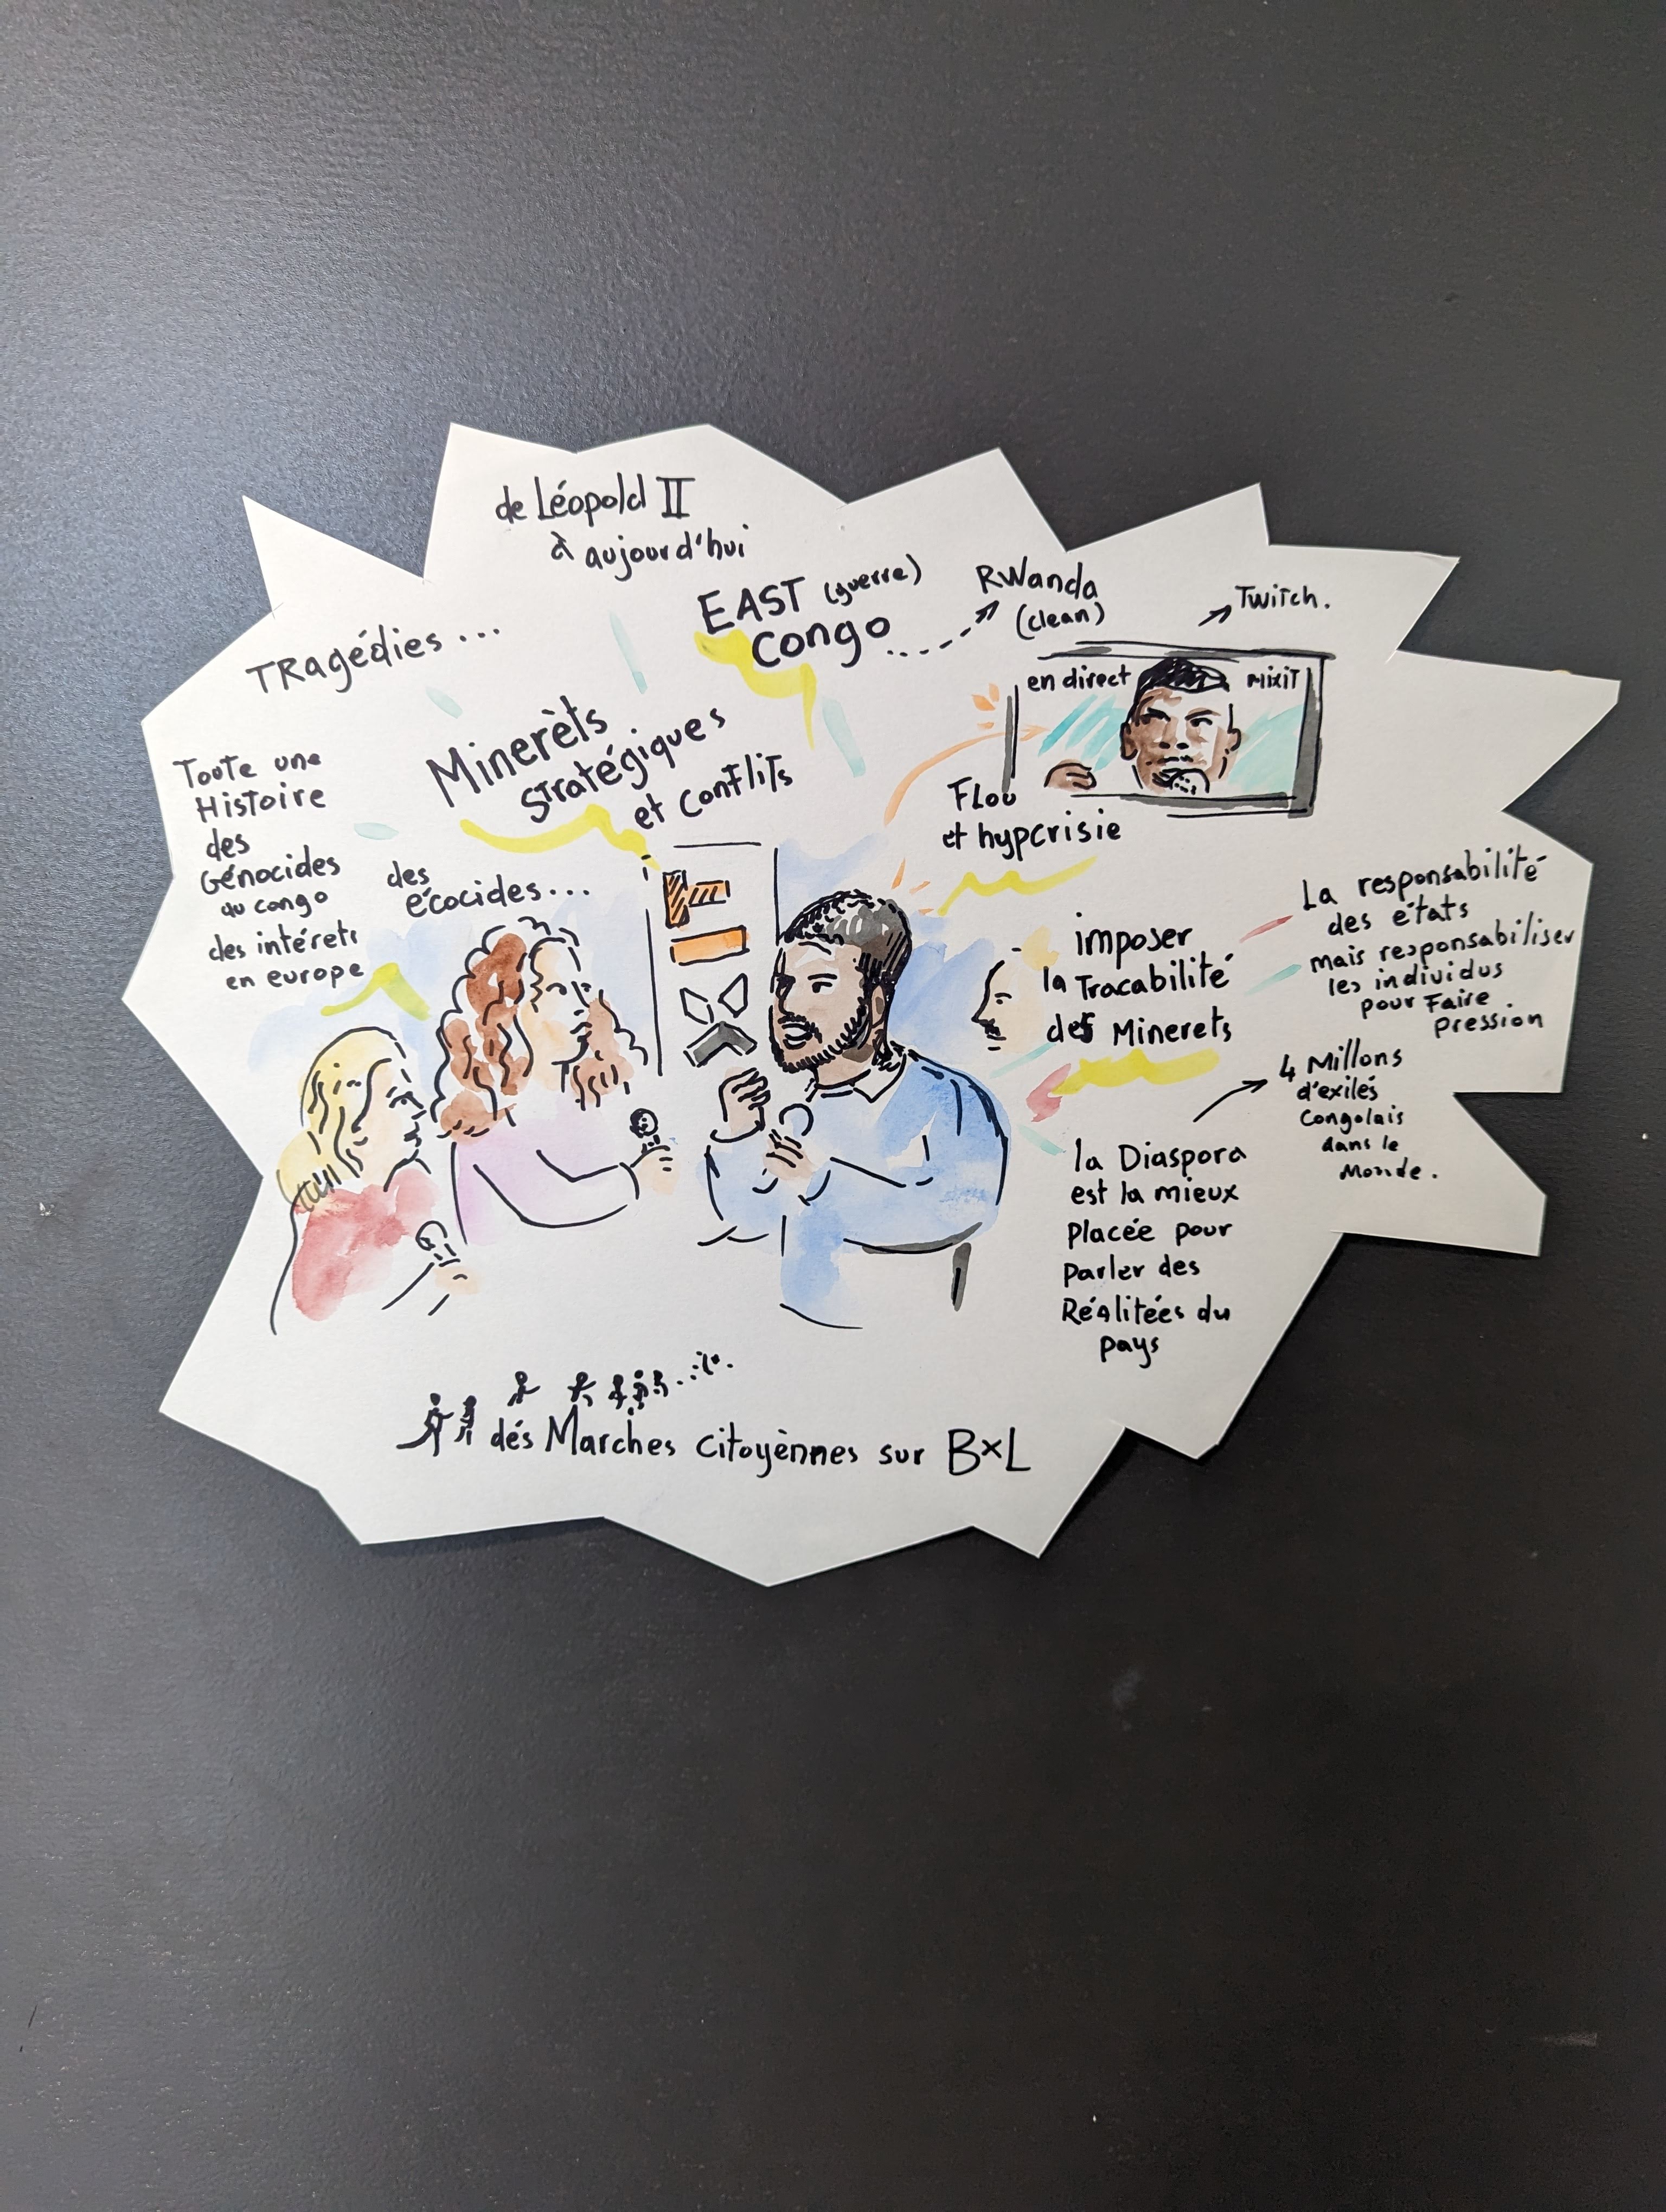 de Léopold II
à aujourd'hui
TRagédies ...
EAST (guerre)
Congo
RWanda
(clean)
Twitch.
en direct
MixiT
Minerèts
stratégiques
et Conflits
Toute une
Histoire
des
Génocides
au congo
des intérets
en europe
des
écocides...
Flou
et hypcrisie
imposer
la Tracabilité
des Minerets
La responsabilité
des états
mais responsabiliser
les individus
pour Faire
pression.
4 Millons
d'exilés
Congolais
dans le
Monde.
la Diaspora
est la mieux
Placée pour
parler des
Réalitées du
pays
dés Marches citoyènnes sur BxL